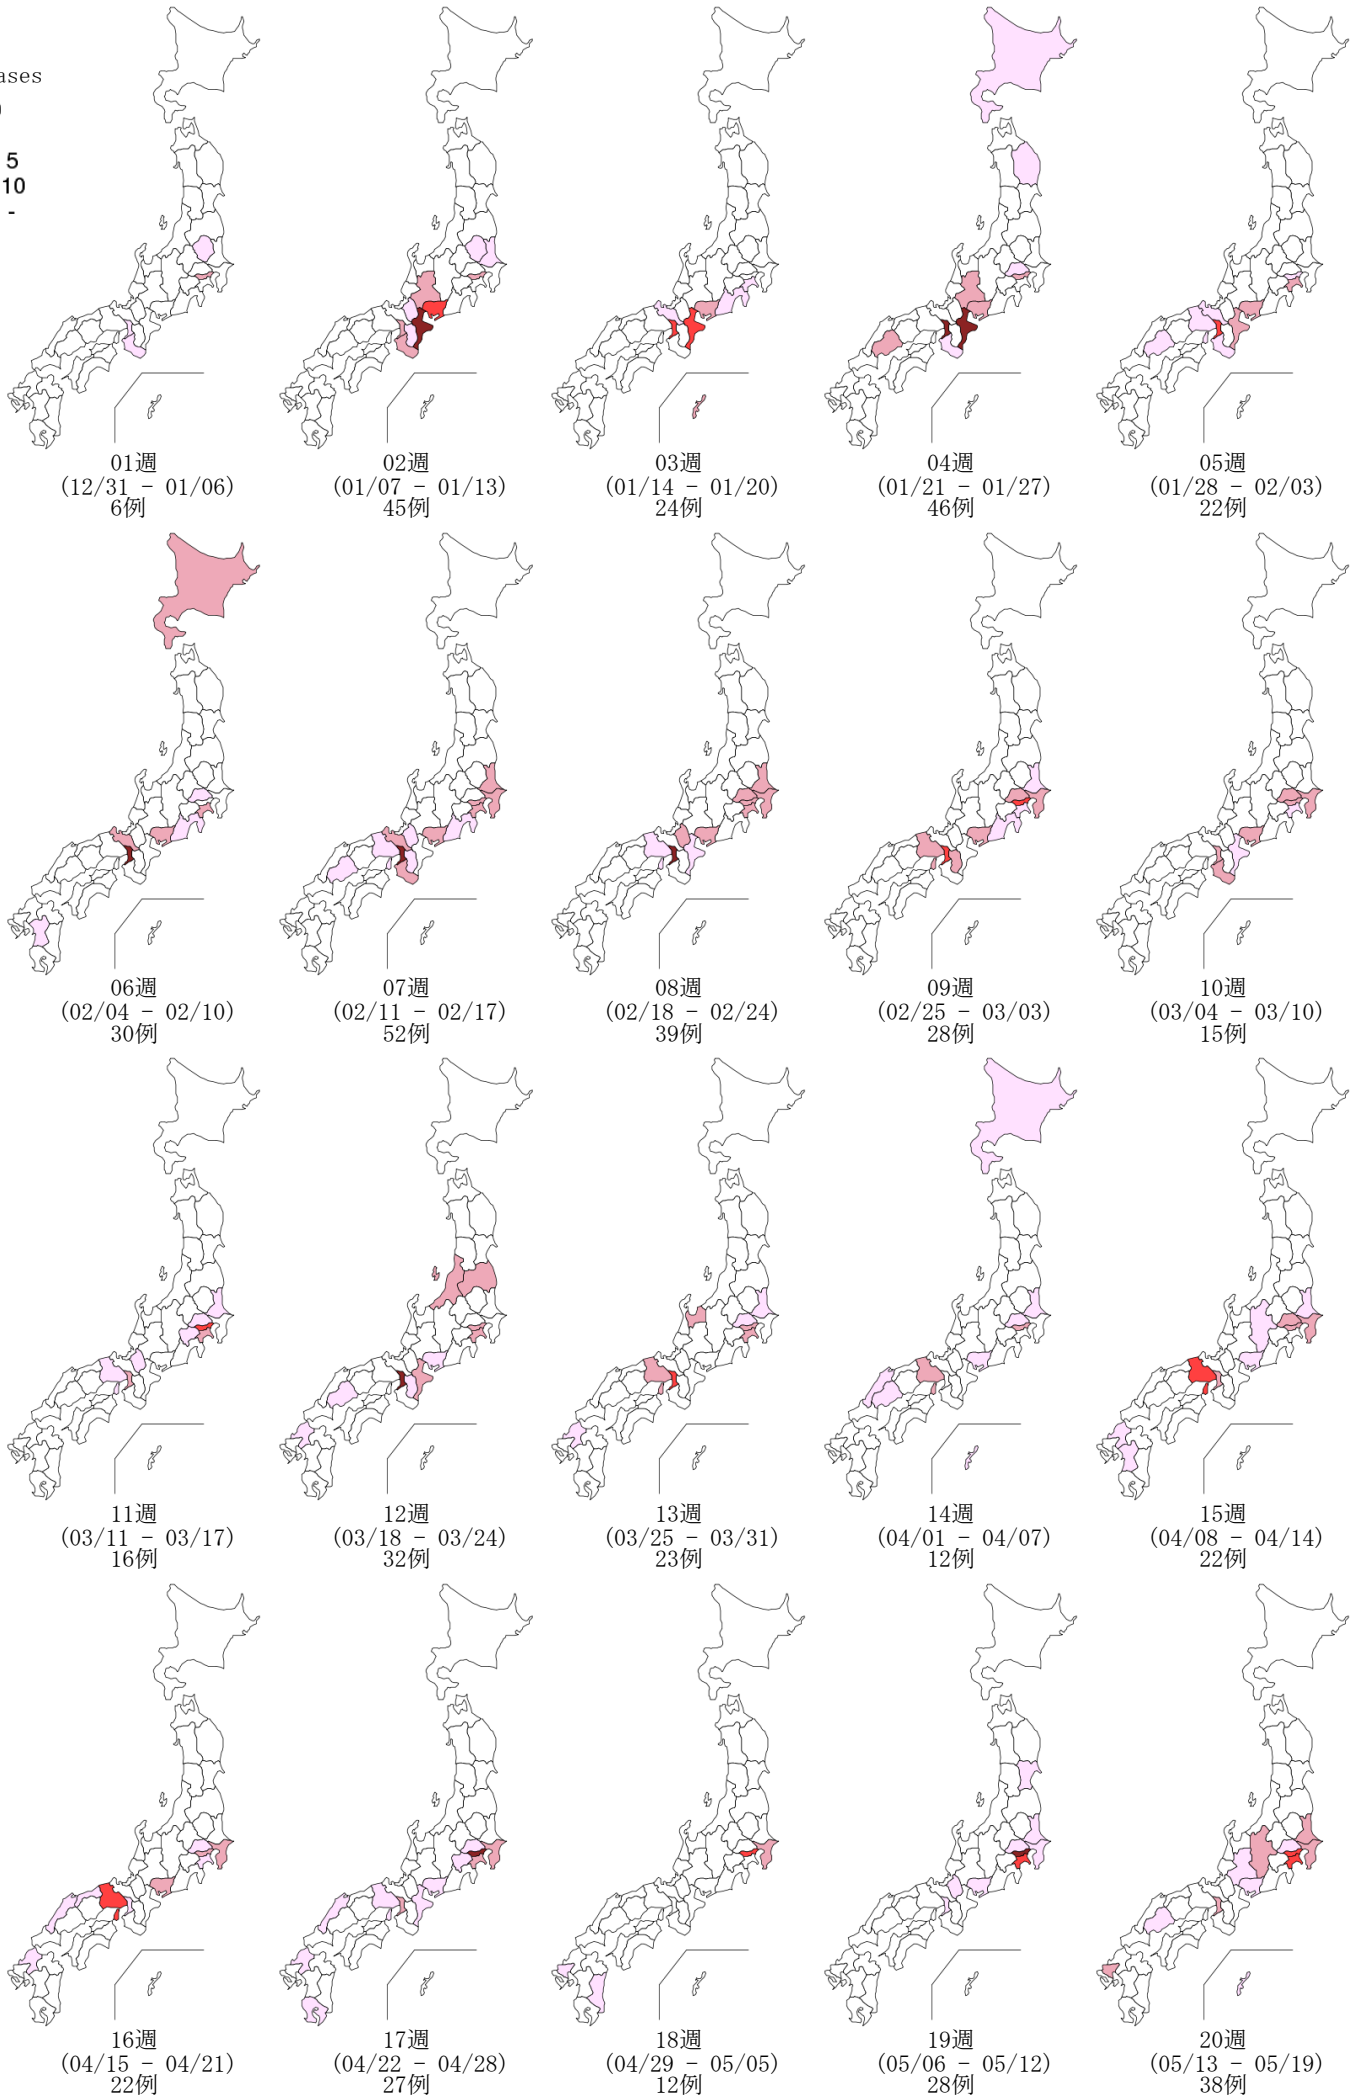 ases
5
10
-
01週
(12/31 - 01/06)
6例
02週
(01/07 - 01/13)
45例
03週
(01/14 - 01/20)
24例
04週
(01/21 - 01/27)
46例
05週
(01/28 - 02/03)
22例
06週
(02/04 - 02/10)
30例
07週
(02/11 - 02/17)
52例
08週
(02/18 - 02/24)
39例
09週
(02/25 - 03/03)
28例
10週
(03/04 - 03/10)
15例
11週
(03/11 - 03/17)
16例
12週
(03/18 - 03/24)
32例
13週
(03/25 - 03/31)
23例
14週
(04/01 - 04/07)
12例
15週
(04/08 - 04/14)
22例
16週
(04/15 - 04/21)
22例
17週
(04/22 - 04/28)
27例
18週
(04/29 - 05/05)
12例
19週
(05/06 - 05/12)
28例
20週
(05/13 - 05/19)
38例